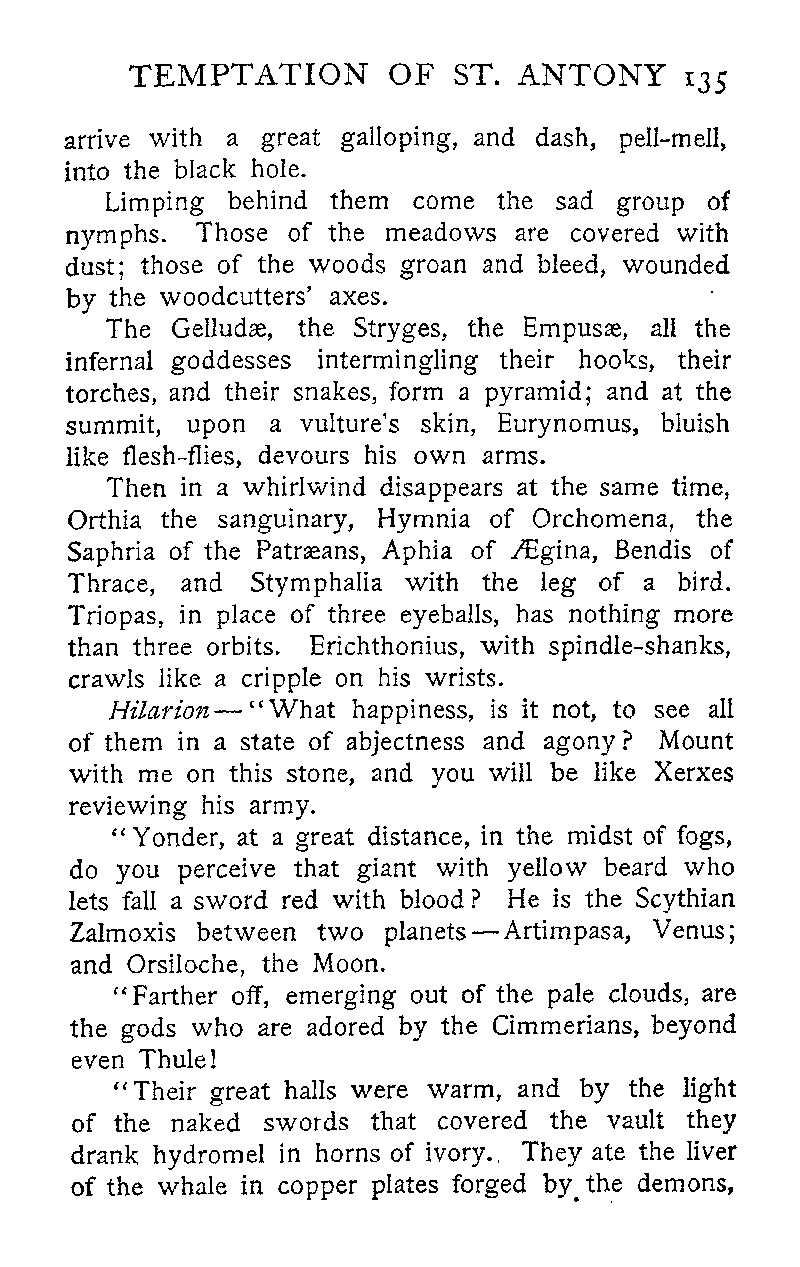 TEMPTATION OF ST. ANTONY 135
arrive with a great galloping, and dash, pell-mell,
into the black hole.
Limping behind them come the sad group of
nymphs. Those of the meadows are covered with
dust; those of the woods groan and bleed, wounded
by the woodcutters' axes.
The Gelludæ, the Stryges, the Empusæ, all the
infernal goddesses intermingling their hooks, their
torches, and their snakes, form a pyramid; and at the
summit, upon a vulture's skin, Eurynomus, bluish
like flesh-flies, devours his own arms.
Then in a whirlwind disappears at the same time,
Orthia the sanguinary, Hymnia of Orchomena, the
Saphria of the Patræans, Aphia of Ægina, Bendis of
Thrace, and Stymphalia with the leg of a bird.
Triopas, in place of three eyeballs, has nothing more
than three orbits. Erichthonius, with spindle-shanks,
crawls like a cripple on his wrists.
Hilarion—"What happiness, is it not, to see all
of them in a state of abjectness and agony? Mount
with me on this stone, and you will be like Xerxes
reviewing his army.
"Yonder, at a great distance, in the midst of fogs,
do you perceive that giant with yellow beard who
lets fall a sword red with blood? He is the Scythian
Zalmoxis between two planets—Artimpasa, Venus;
and Orsiloche, the Moon.
"Farther off, emerging out of the pale clouds, are
the gods who are adored by the Cimmerians, beyond
even Thule!
"Their great halls were warm, and by the light
of the naked swords that covered the vault they
drank hydromel in horns of ivory. They ate the liver
of the whale in copper plates forged by the demons,